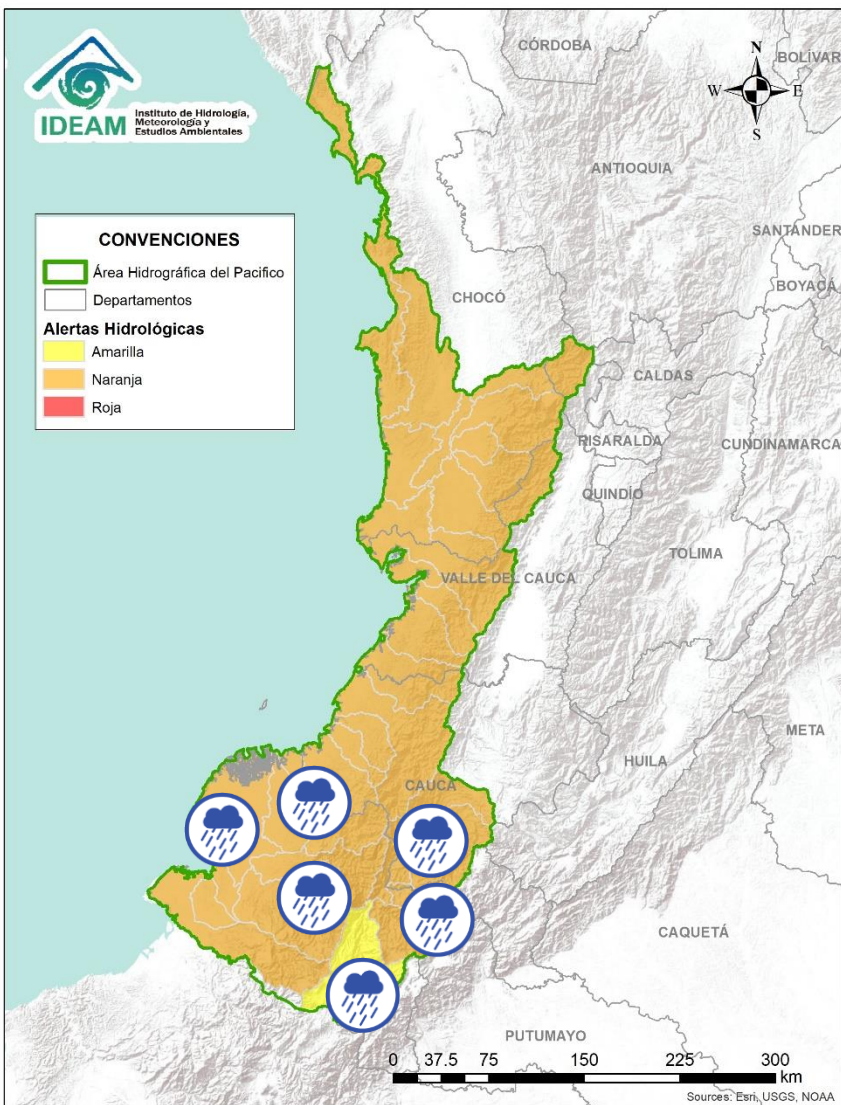 IDEAM
Instituto de Hidrología,
Meteorología y
Estudios Ambientales
CÓRDOBA
BOLÍVAR
N
W
E
S
ANTIOQUIA
SANTÁNDER
BOYACÁ
CONVENCIONES
Área Hidrográfica del Pacifico
Departamentos
Alertas Hidrológicas
Amarilla
Naranja
Roja
CHOCÓ
CALDAS
RISARALDA
CUNDINAMARCA
QUINDÍO
TOLIMA
VALLE DEL CAUCA
META
HUILA
CAUCA
CAQUETÁ
PUTUMAYO
0 37.5 75 150 225 300
km
Sources: Esri, USGS, NOAA